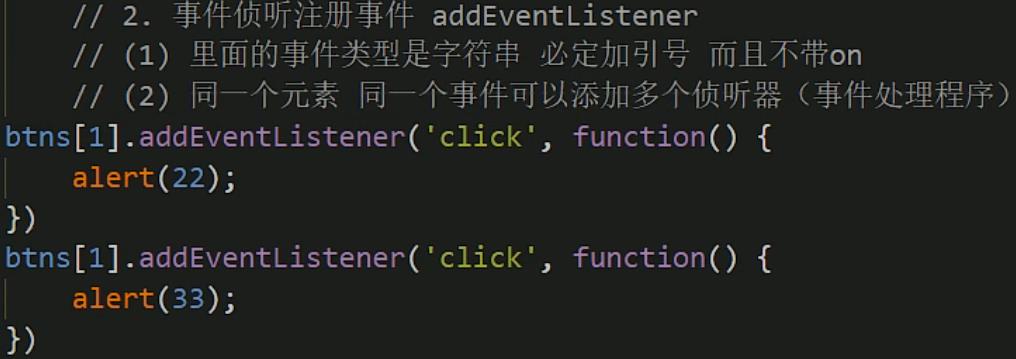 // 2. 事件侦听注册事件 addEventListener
// (1) 里面的事件类型是字符串 必定加引号 而且不带on
// (2) 同一个元素 同一个事件可以添加多个侦听器（事件处理程序）
btns[1].addEventListener('click', function() {
    alert(22);
})
btns[1].addEventListener('click', function() {
    alert(33);
})